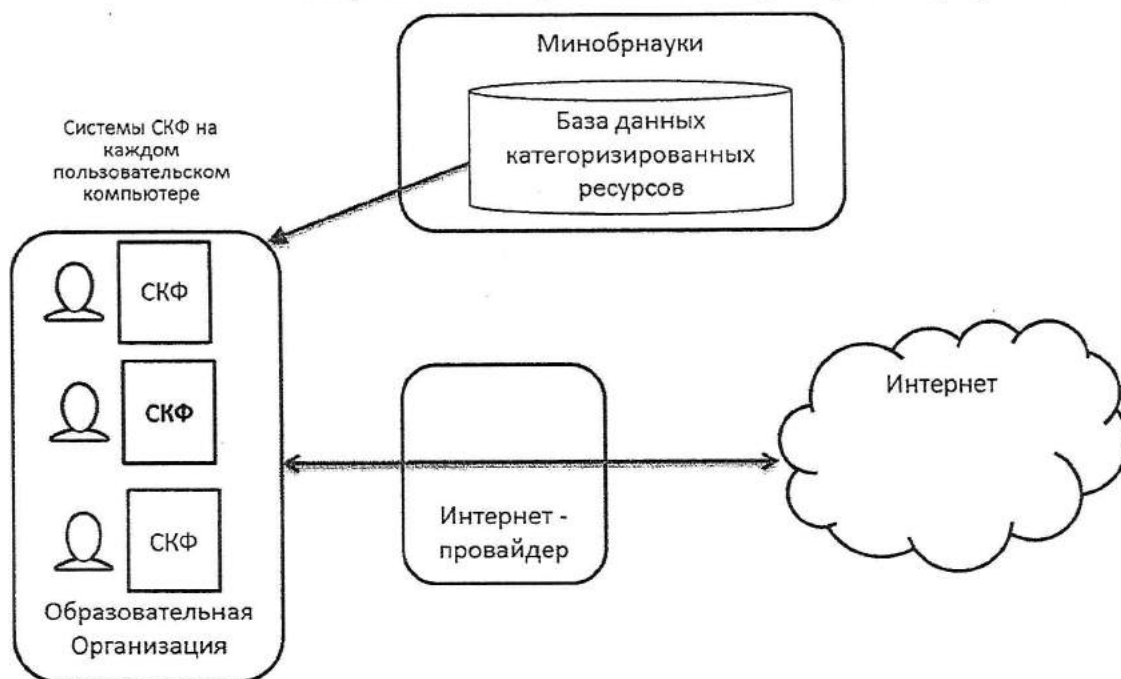 Минобрнауки
База данных
категоризированных
ресурсов
Системы СКФ на
каждом
пользовательском
компьютере
СКФ
СКФ
СКФ
Образовательная
Организация
Интернет -
провайдер
Интернет